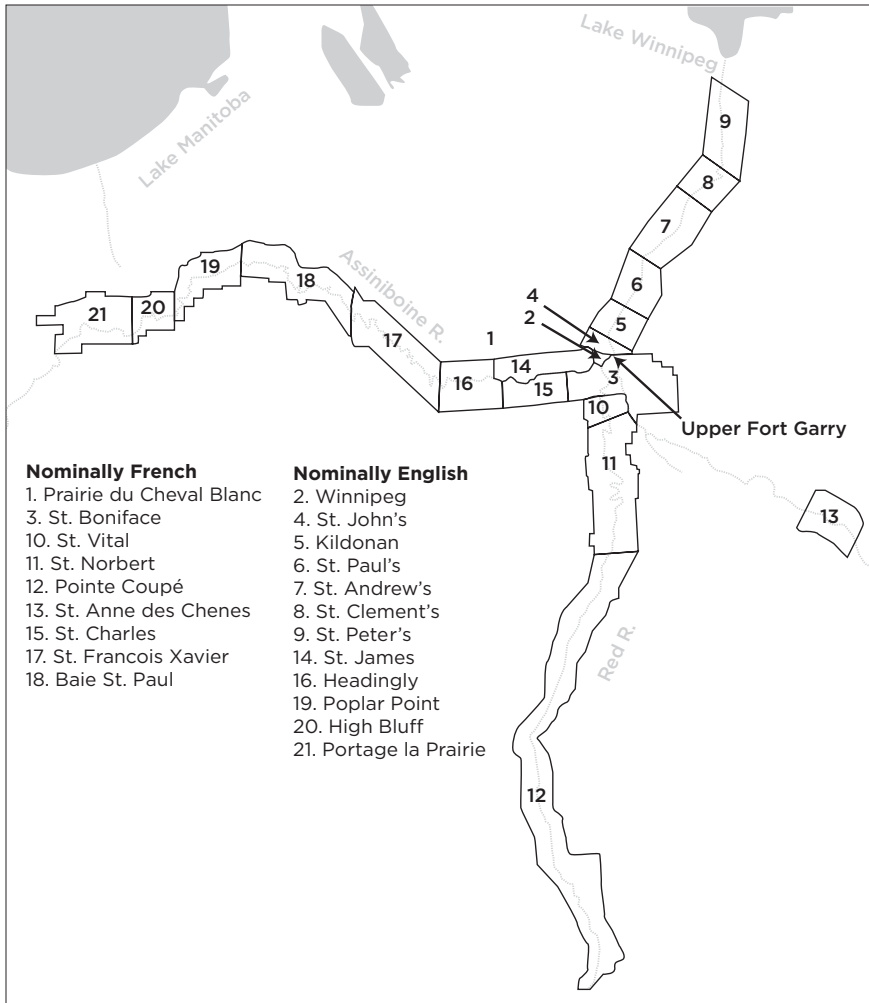 Lake Winnipeg
Lake Manitoba
9
8
7
6
5
4
2
Assiniboine R.
19
18
20
21
17
1
14
16
15
3
10
Upper Fort Garry
11
13
Nominally French
1. Prairie du Cheval Blanc
3. St. Boniface
10. St. Vital
11. St. Norbert
12. Pointe Coupé
13. St. Anne des Chenes
15. St. Charles
17. St. Francois Xavier
18. Baie St. Paul
Nominally English
2. Winnipeg
4. St. John's
5. Kildonan
6. St. Paul's
7. St. Andrew's
8. St. Clement's
9. St. Peter's
14. St. James
16. Headingly
19. Poplar Point
20. High Bluff
21. Portage la Prairie
Red R.
12